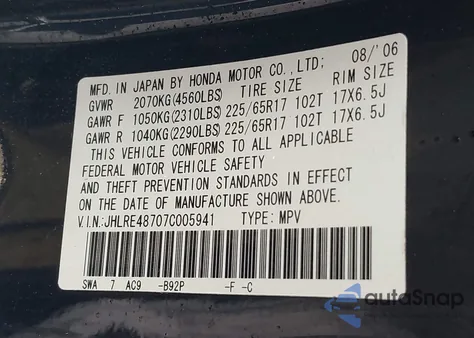 MFD. IN JAPAN BY HONDA MOTOR CO., LTD; 08/'06
GVWR 2070KG(4560LBS) TIRE SIZE RIM SIZE
GAWR F 1050KG(2310LBS) 225/65R17 102T 17X6.5J
GAWR R 1040KG(2290LBS) 225/65R17 102T 17X6.5J
THIS VEHICLE CONFORMS TO ALL APPLICABLE
FEDERAL MOTOR VEHICLE SAFETY
AND THEFT PREVENTION STANDARDS IN EFFECT
ON THE DATE OF MANUFACTURE SHOWN ABOVE.
V.I.N:JHLRE48707C005941 TYPE: MPV
SWA 7 AC9 -B92P -F -C
autoSnap